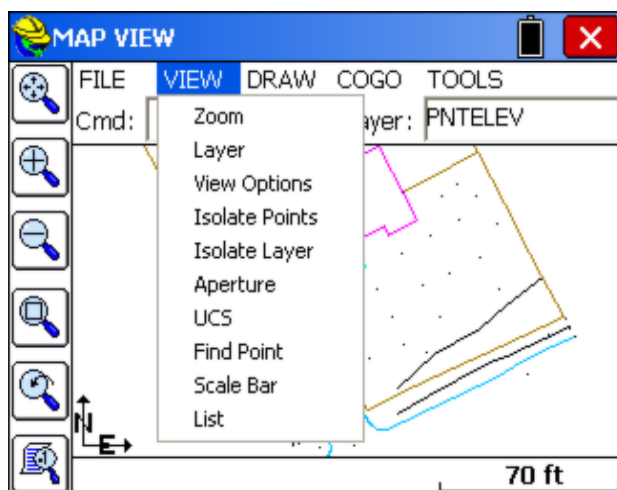 MAP VIEW
FILE VIEW DRAW COGO TOOLS
Cmd: ayer: PNTELEV
Zoom
Layer
View Options
Isolate Points
Isolate Layer
Aperture
UCS
Find Point
Scale Bar
List
N
E
70 ft